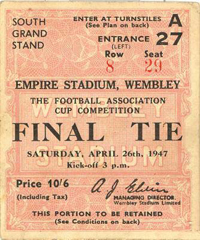 SOUTH GRAND STAND
ENTER AT TURNSTILES A
(See Plan on back)
ENTRANCE 27
(LEFT)
Row Seat
8 29
EMPIRE STADIUM, WEMBLEY
THE FOOTBALL ASSOCIATION
CUP COMPETITION
FINAL TIE
SATURDAY, APRIL 26th, 1947
Kick-off 3 p.m.
Price 10/6
(Including Tax)
A J Elvin
MANAGING DIRECTOR.
Wembley Stadium Limited
THIS PORTION TO BE RETAINED
(See Conditions on back)